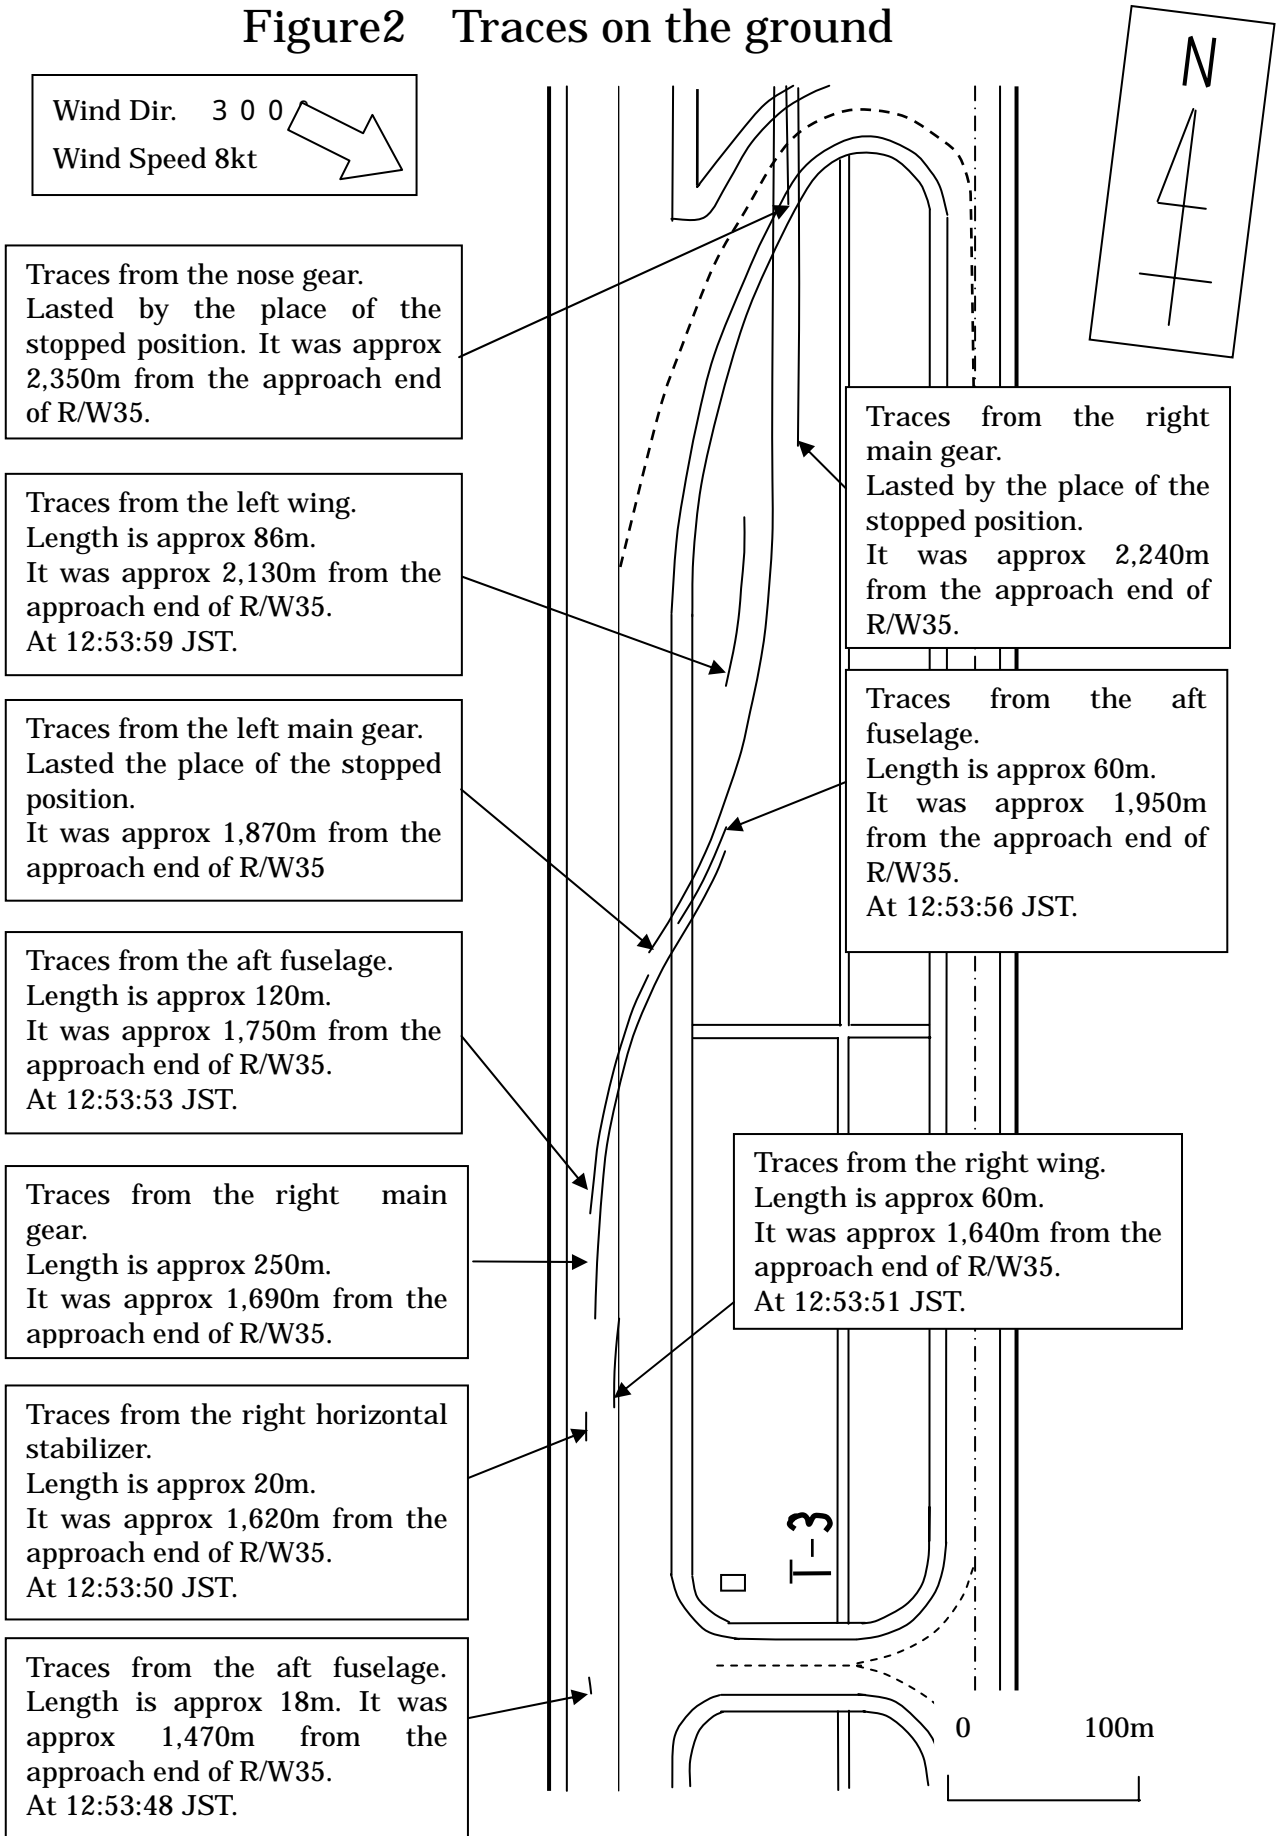 Figure2 Traces on the ground
Wind Dir. 300°
Wind Speed 8kt
N
Traces from the nose gear.
Lasted by the place of the
stopped position. It was approx
2,350m from the approach end
of R/W35.
Traces from the right
main gear.
Lasted by the place of the
stopped position.
It was approx 2,240m
from the approach end of
R/W35.
Traces from the left wing.
Length is approx 86m.
It was approx 2,130m from the
approach end of R/W35.
At 12:53:59 JST.
Traces from the aft
fuselage.
Length is approx 60m.
It was approx 1,950m
from the approach end of
R/W35.
At 12:53:56 JST.
Traces from the left main gear.
Lasted the place of the stopped
position.
It was approx 1,870m from the
approach end of R/W35
Traces from the aft fuselage.
Length is approx 120m.
It was approx 1,750m from the
approach end of R/W35.
At 12:53:53 JST.
Traces from the right wing.
Length is approx 60m.
It was approx 1,640m from the
approach end of R/W35.
At 12:53:51 JST.
Traces from the right main
gear.
Length is approx 250m.
It was approx 1,690m from the
approach end of R/W35.
Traces from the right horizontal
stabilizer.
Length is approx 20m.
It was approx 1,620m from the
approach end of R/W35.
At 12:53:50 JST.
T-3
Traces from the aft fuselage.
Length is approx 18m. It was
approx 1,470m from the
approach end of R/W35.
At 12:53:48 JST.
0 100m